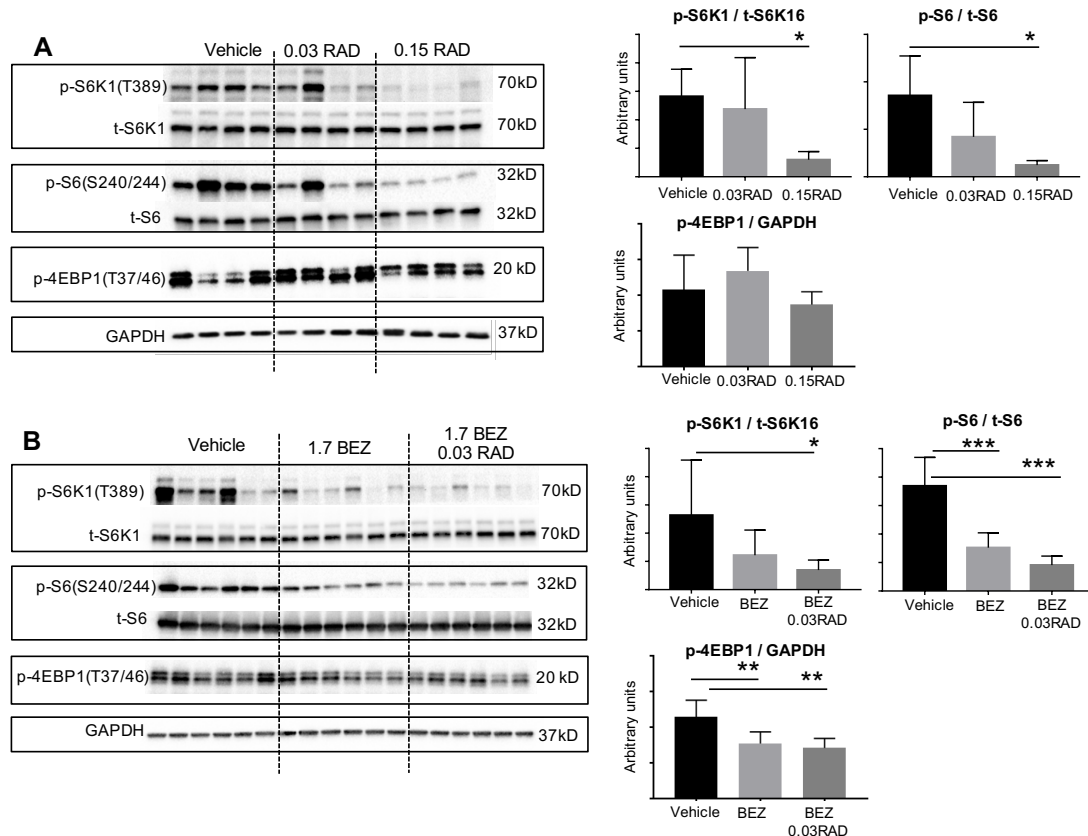 A
Vehicle 0.03 RAD 0.15 RAD
p-S6K1(T389) 70kD
t-S6K1 70kD
p-S6(S240/244) 32kD
t-S6 32kD
p-4EBP1(T37/46) 20 kD
GAPDH 37kD
p-S6K1 / t-S6K16
*
Arbitrary units
Vehicle 0.03RAD 0.15RAD
p-S6 / t-S6
*
Vehicle 0.03RAD 0.15RAD
p-4EBP1 / GAPDH
Arbitrary units
Vehicle 0.03RAD 0.15RAD
B
Vehicle 1.7 BEZ 1.7 BEZ
0.03 RAD
p-S6K1(T389) 70kD
t-S6K1 70kD
p-S6(S240/244) 32kD
t-S6 32kD
p-4EBP1(T37/46) 20 kD
GAPDH 37kD
p-S6K1 / t-S6K16
*
Arbitrary units
Vehicle BEZ BEZ
0.03RAD
p-S6 / t-S6
***
***
Vehicle BEZ BEZ
0.03RAD
p-4EBP1 / GAPDH
** **
Arbitrary units
Vehicle BEZ BEZ
0.03RAD